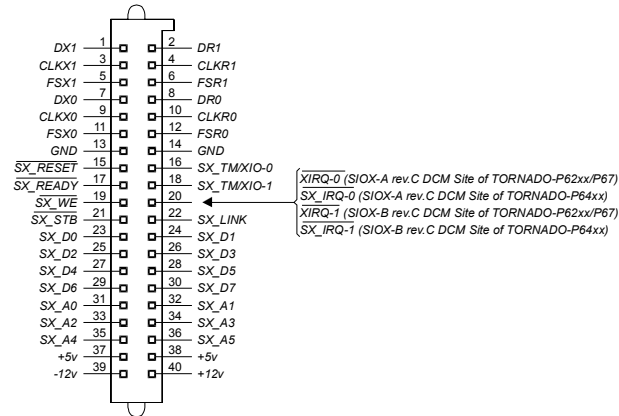 DX1 1 2 DR1
CLKX1 3 4 CLKR1
FSX1 5 6 FSR1
DX0 7 8 DR0
CLKX0 9 10 CLKR0
FSX0 11 12 FSR0
GND 13 14 GND
SX_RESET 15 16 SX_TM/XIO-0
SX_READY 17 18 SX_TM/XIO-1
SX_WE 19 20
SX_STB 21 22 SX_LINK
SX_D0 23 24 SX_D1
SX_D2 25 26 SX_D3
SX_D4 27 28 SX_D5
SX_D6 29 30 SX_D7
SX_A0 31 32 SX_A1
SX_A2 33 34 SX_A3
SX_A4 35 36 SX_A5
+5v 37 38 +5v
-12v 39 40 +12v
XIRQ-0 (SIOX-A rev.C DCM Site of TORNADO-P62xx/P67)
SX_IRQ-0 (SIOX-A rev.C DCM Site of TORNADO-P64xx)
XIRQ-1 (SIOX-B rev.C DCM Site of TORNADO-P62xx/P67)
SX_IRQ-1 (SIOX-B rev.C DCM Site of TORNADO-P64xx)